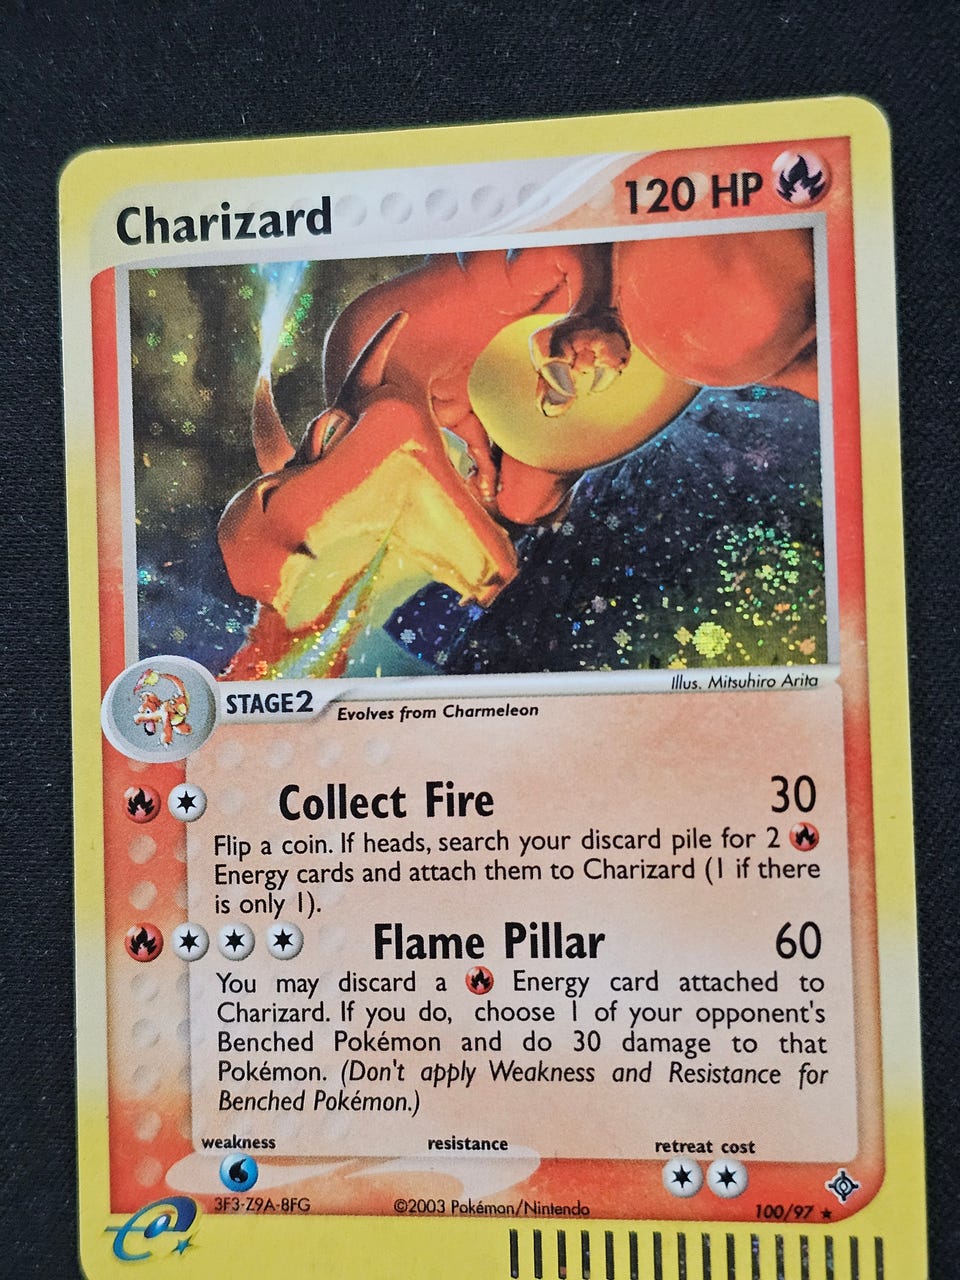 Charizard
120 HP
Illus. Mitsuhiro Arita
STAGE2
Evolves from Charmeleon
Collect Fire 30
Flip a coin. If heads, search your discard pile for 2
Energy cards and attach them to Charizard (1 if there
is only 1).
Flame Pillar 60
You may discard a Energy card attached to
Charizard. If you do, choose 1 of your opponent's
Benched Pokémon and do 30 damage to that
Pokémon. (Don't apply Weakness and Resistance for
Benched Pokémon.)
weakness resistance retreat cost
3F3-Z9A-8FG ©2003 Pokémon/Nintendo 100/97 ★
e